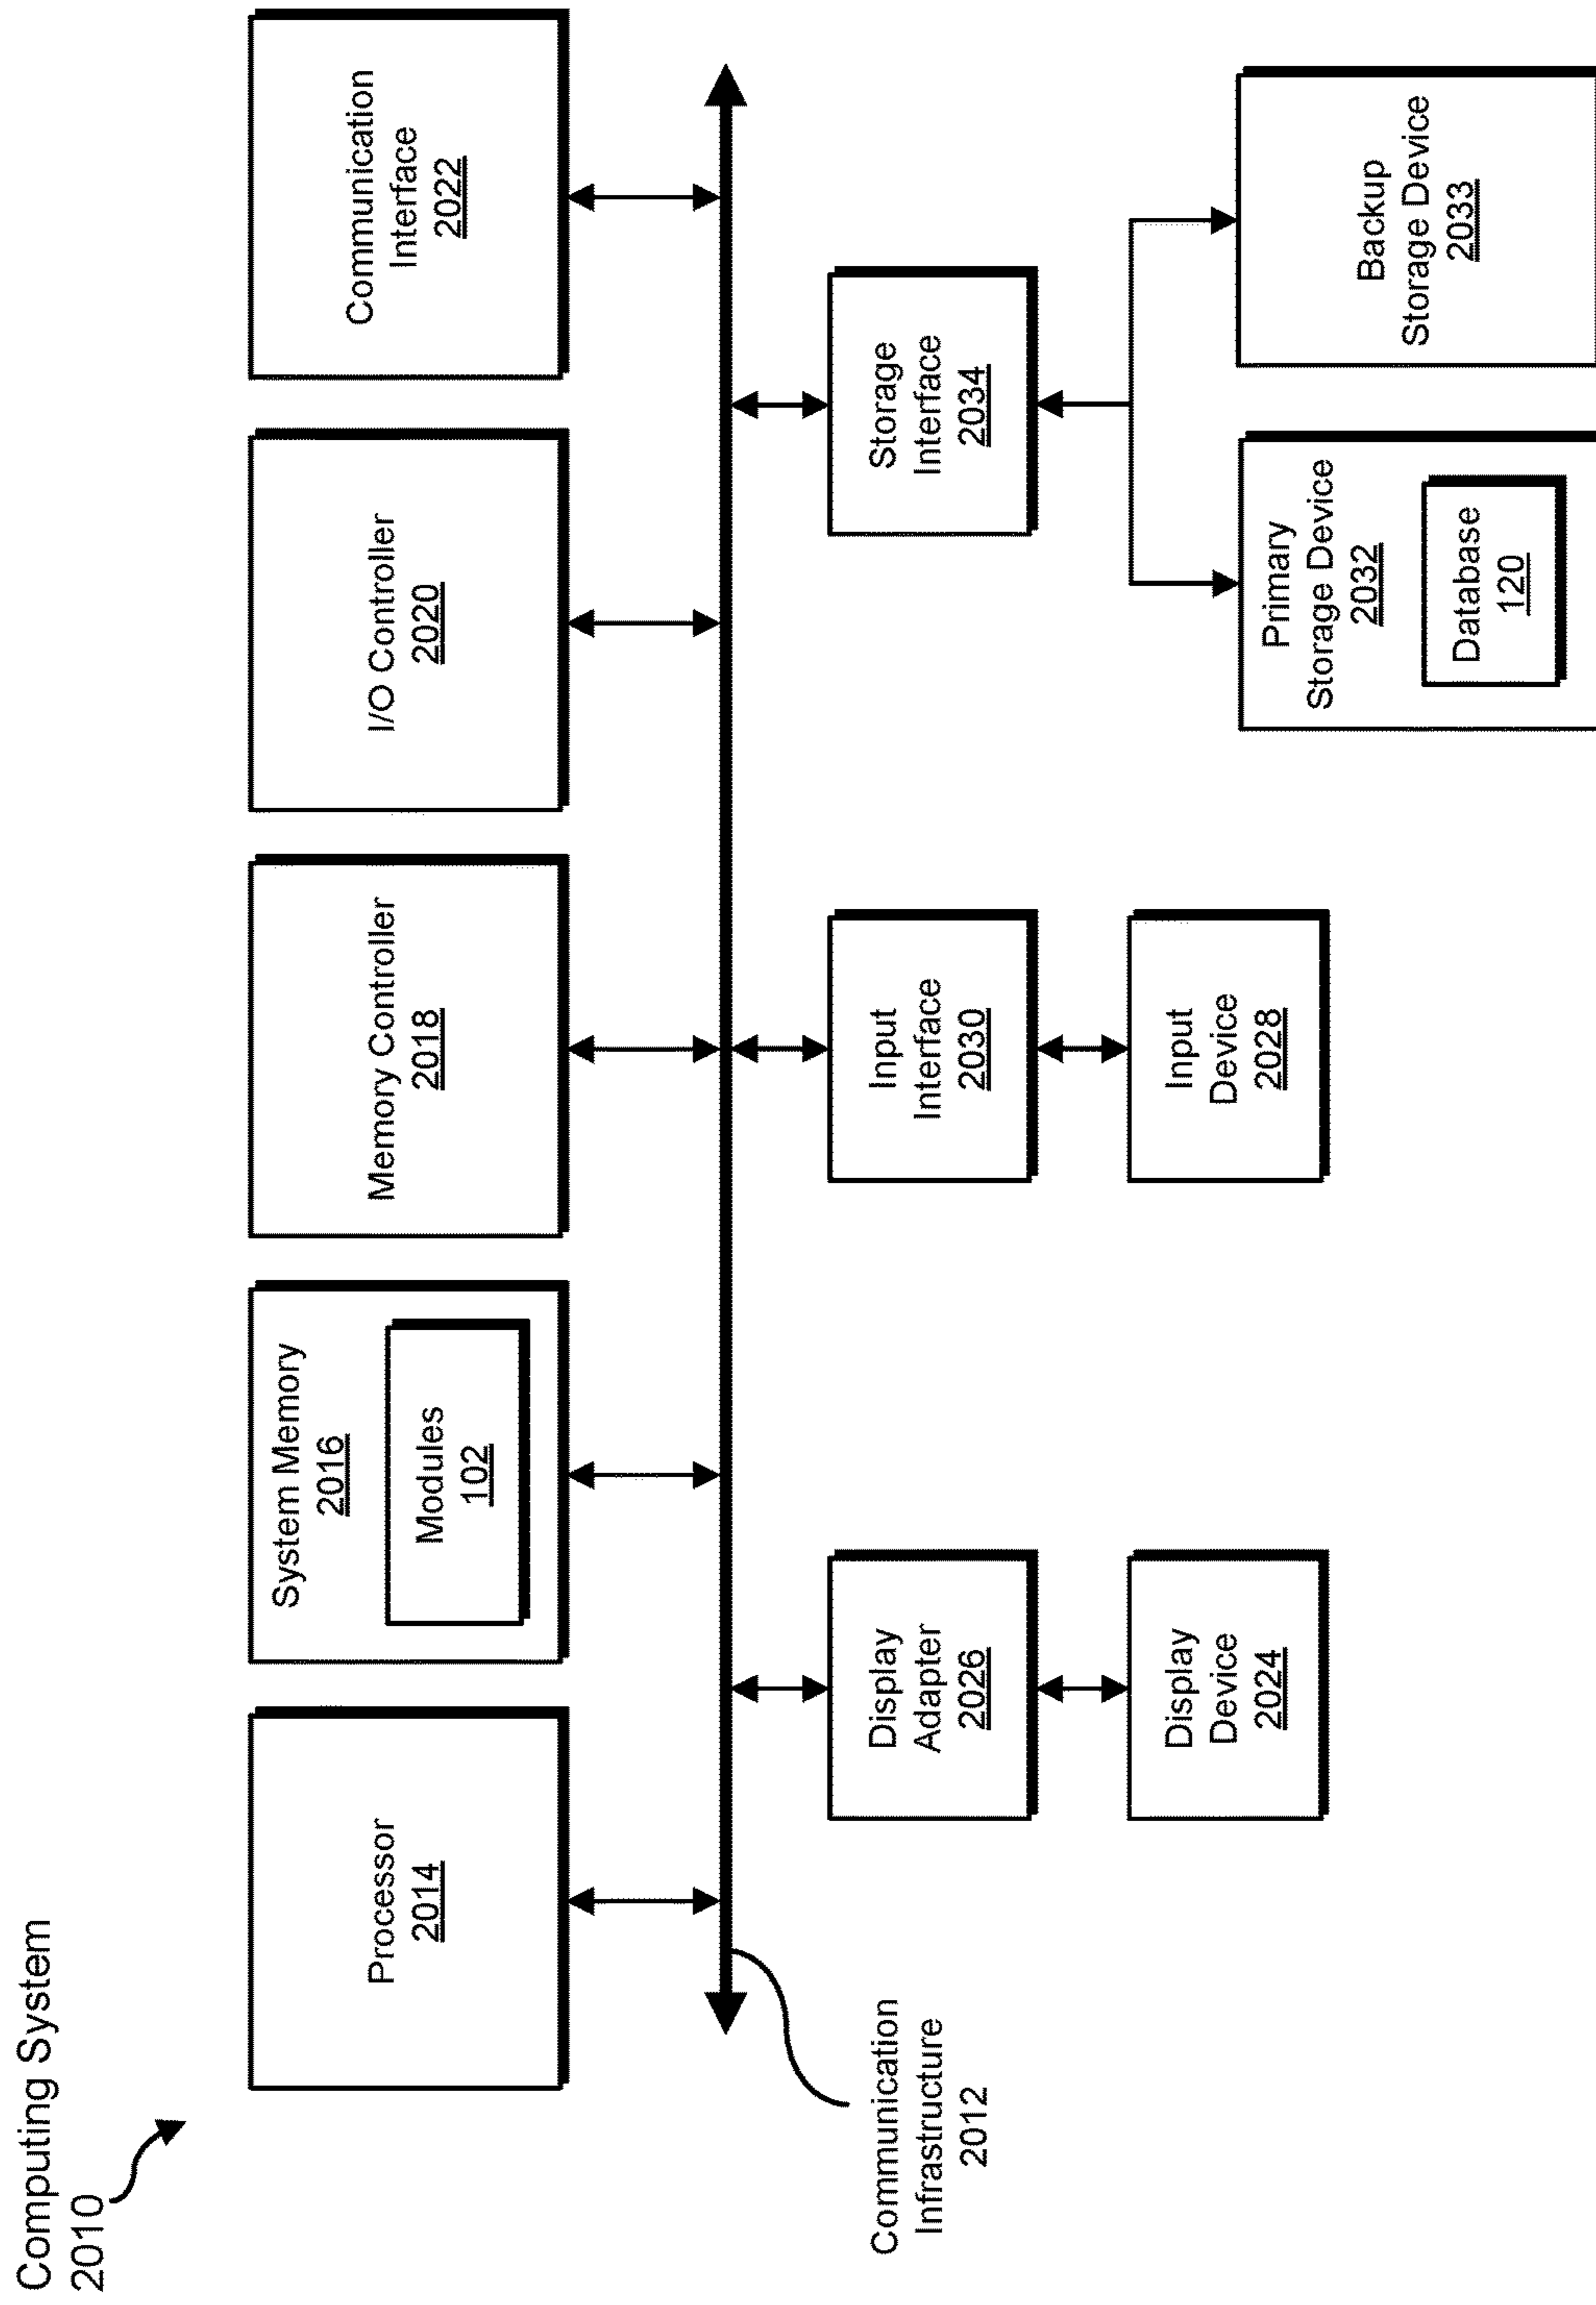 Computing System
2010
Processor
2014
System Memory
2016
Modules
102
Memory Controller
2018
I/O Controller
2020
Communication
Interface
2022
Communication
Infrastructure
2012
Display
Adapter
2026
Input
Interface
2030
Storage
Interface
2034
Display
Device
2024
Input
Device
2028
Primary
Storage Device
2032
Database
120
Backup
Storage Device
2033